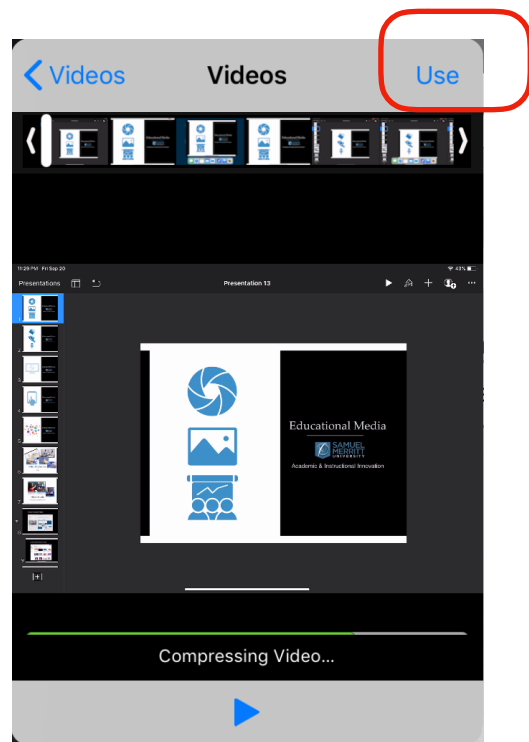 Videos Videos Use
11:29 PM Fri Sep 20 43%
Presentations Presentation 13
Educational Media
SAMUEL
MERRITT
UNIVERSITY
Academic & Instructional Innovation
Compressing Video...